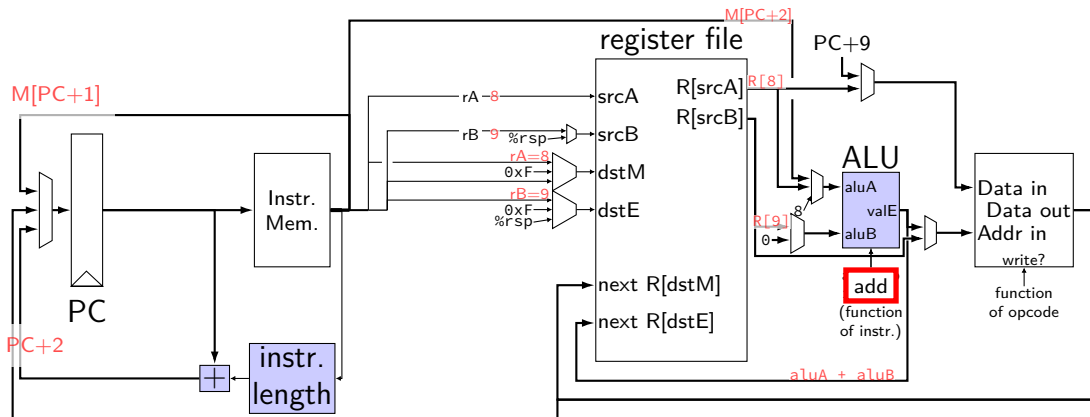 M[PC+2]
register file
PC+9
M[PC+1]
rA 8
srcA
R[srcA]
R[8]
R[srcB]
rB 9
%rsp
srcB
rA=8
0xF
dstM
rB=9
0xF
%rsp
dstE
Instr.
Mem.
ALU
aluA
valE
aluB
8
R[9]
0
Data in
Data out
Addr in
write?
add
(function
of instr.)
function
of opcode
PC
next R[dstM]
next R[dstE]
PC+2
+
instr.
length
aluA + aluB